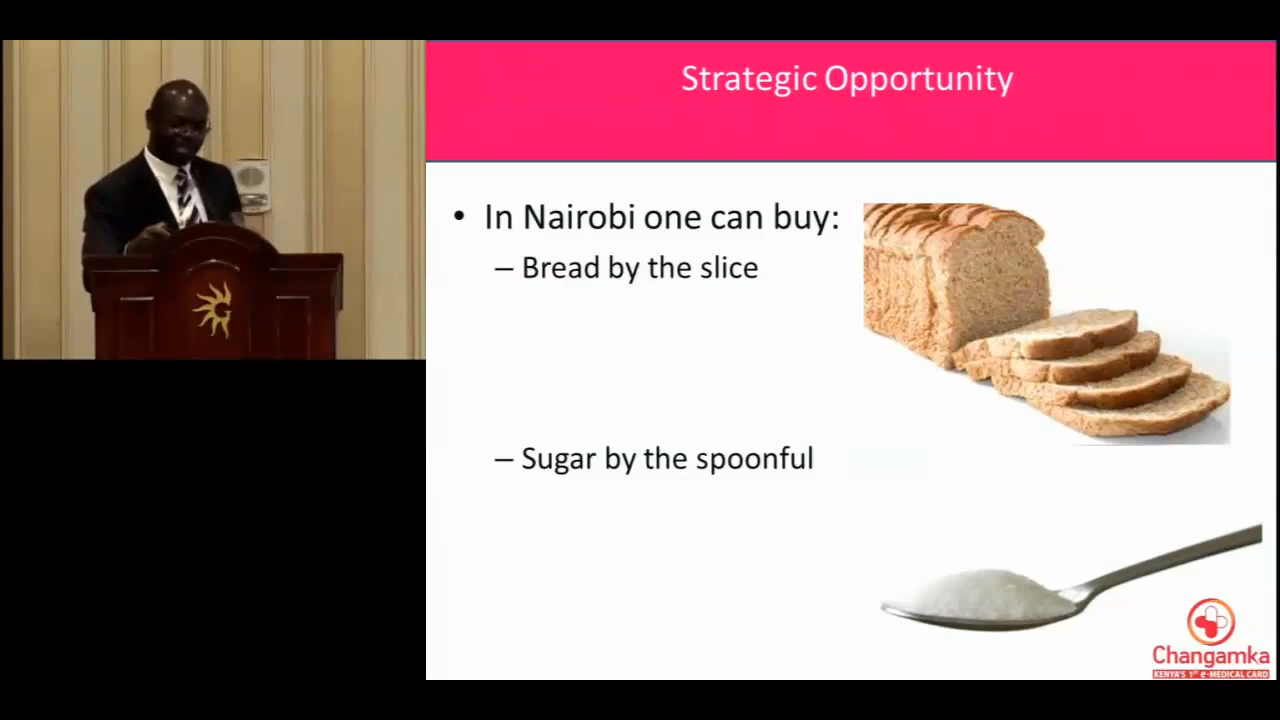 Strategic Opportunity
• In Nairobi one can buy:
– Bread by the slice
– Sugar by the spoonful
Changamka
KENYA'S 1ST e-MEDICAL CARD